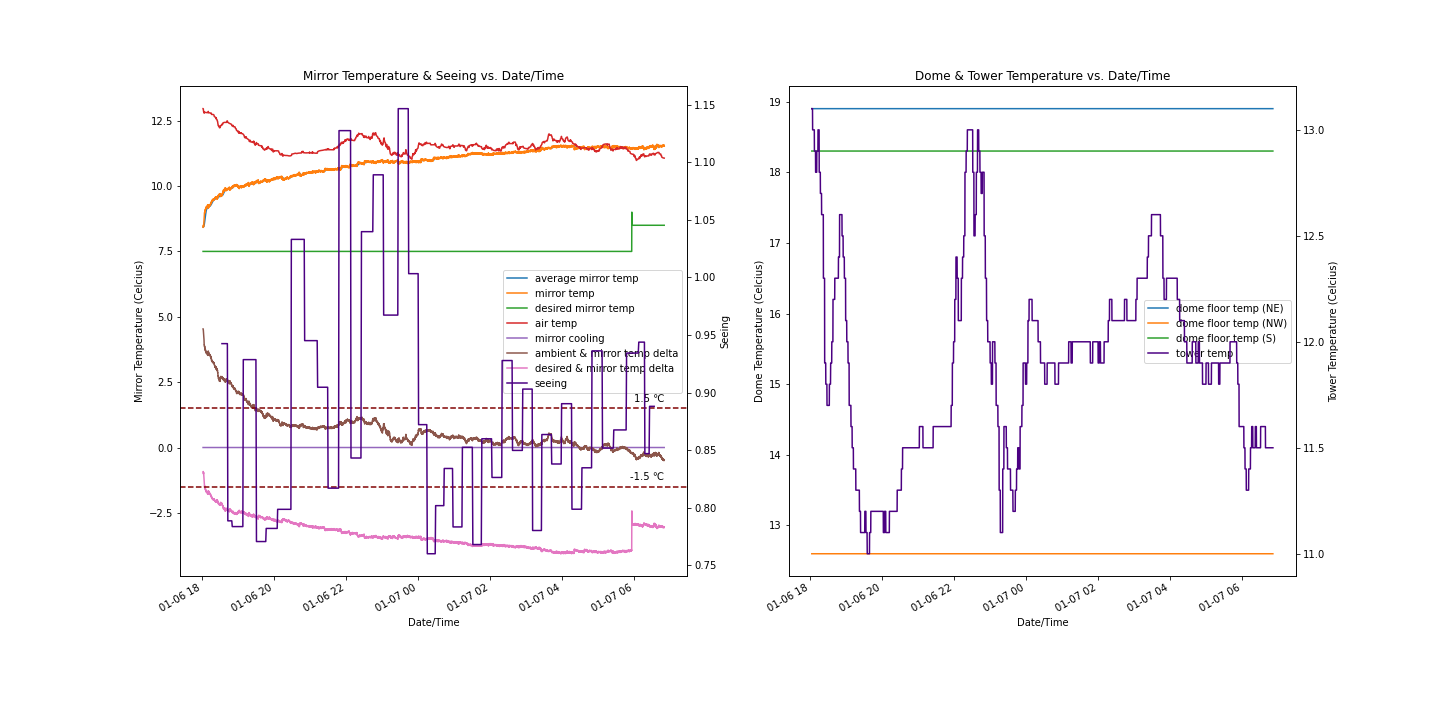 Mirror Temperature & Seeing vs. Date/Time
Mirror Temperature (Celcius)
12.5
10.0
7.5
5.0
2.5
0.0
−2.5
1.15
1.10
1.05
1.00
0.95
0.90
0.85
0.80
0.75
Seeing
average mirror temp
mirror temp
desired mirror temp
air temp
mirror cooling
ambient & mirror temp delta
desired & mirror temp delta
seeing
1.5 °C
-1.5 °C
01-06 18
01-06 20
01-06 22
01-07 00
01-07 02
01-07 04
01-07 06
Date/Time
Dome & Tower Temperature vs. Date/Time
Dome Temperature (Celcius)
19
18
17
16
15
14
13
13.0
12.5
12.0
11.5
11.0
Tower Temperature (Celcius)
dome floor temp (NE)
dome floor temp (NW)
dome floor temp (S)
tower temp
01-06 18
01-06 20
01-06 22
01-07 00
01-07 02
01-07 04
01-07 06
Date/Time